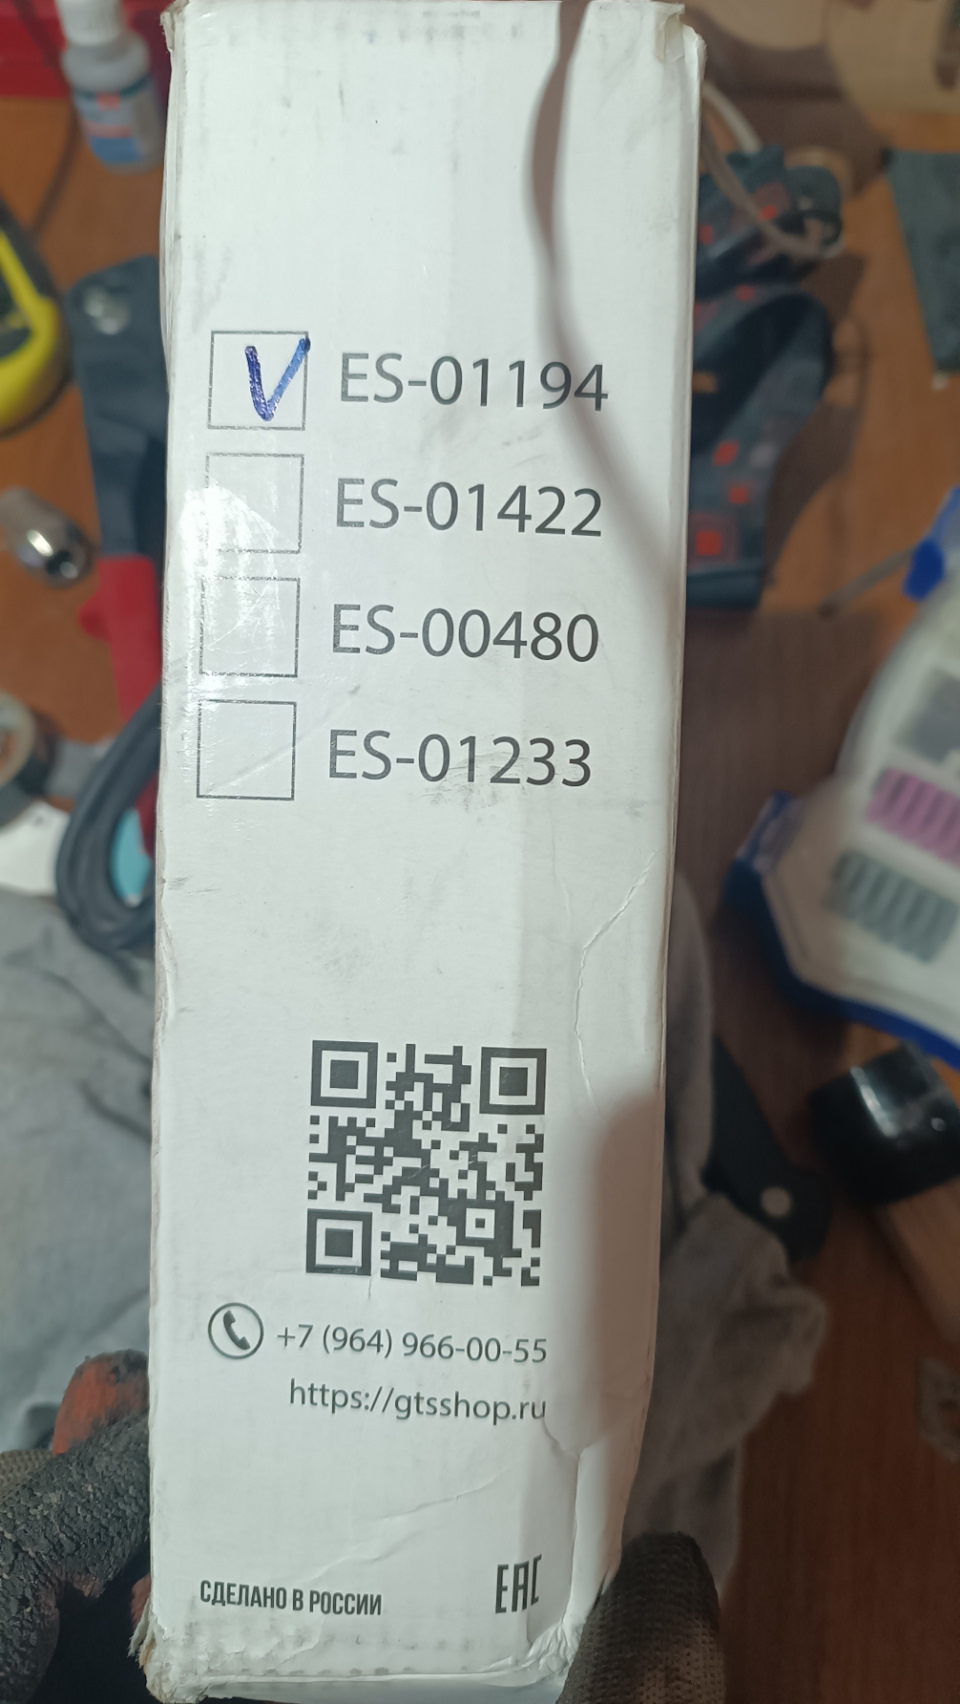 ES-01194
ES-01422
ES-00480
ES-01233
+7 (964) 966-00-55
https://gtsshop.ru
СДЕЛАНО В РОССИИ
EAC